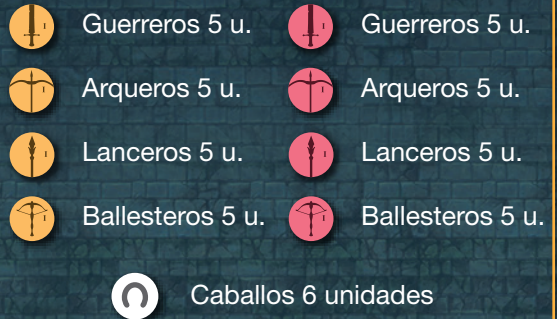 Guerreros 5 u. Guerreros 5 u.
Arqueros 5 u. Arqueros 5 u.
Lanceros 5 u. Lanceros 5 u.
Ballesteros 5 u. Ballesteros 5 u.
Caballos 6 unidades